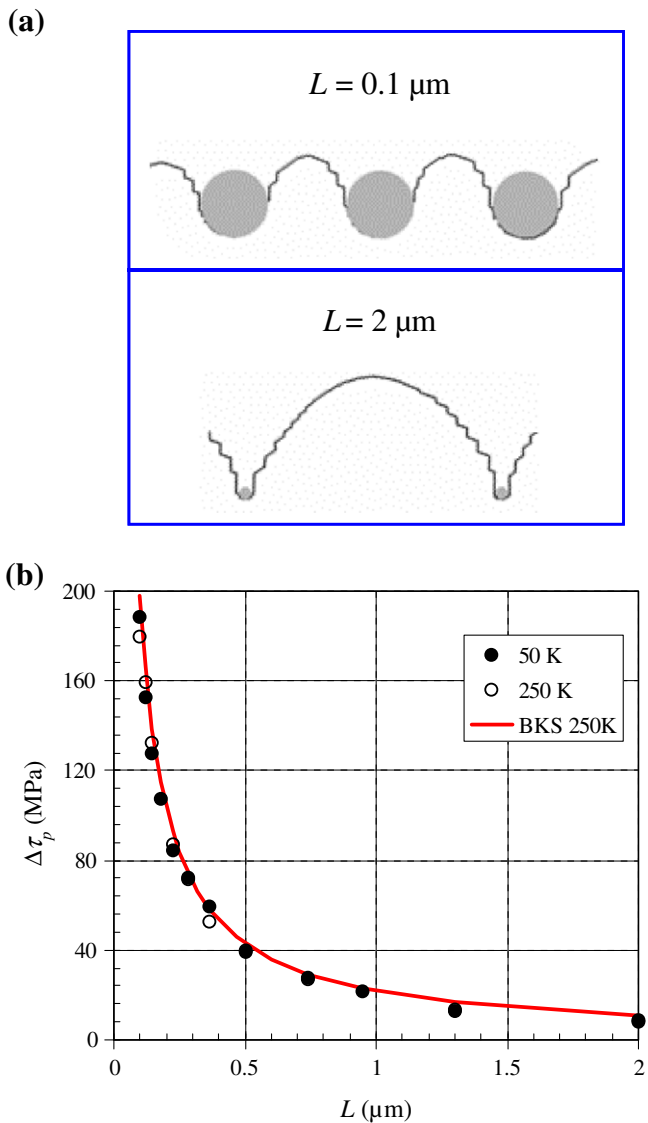 (a)
L = 0.1 µm
L = 2 µm
(b)
200
160
120
80
40
0
Δτp (MPa)
50 K
250 K
BKS 250K
0
0.5
1
1.5
2
L (µm)